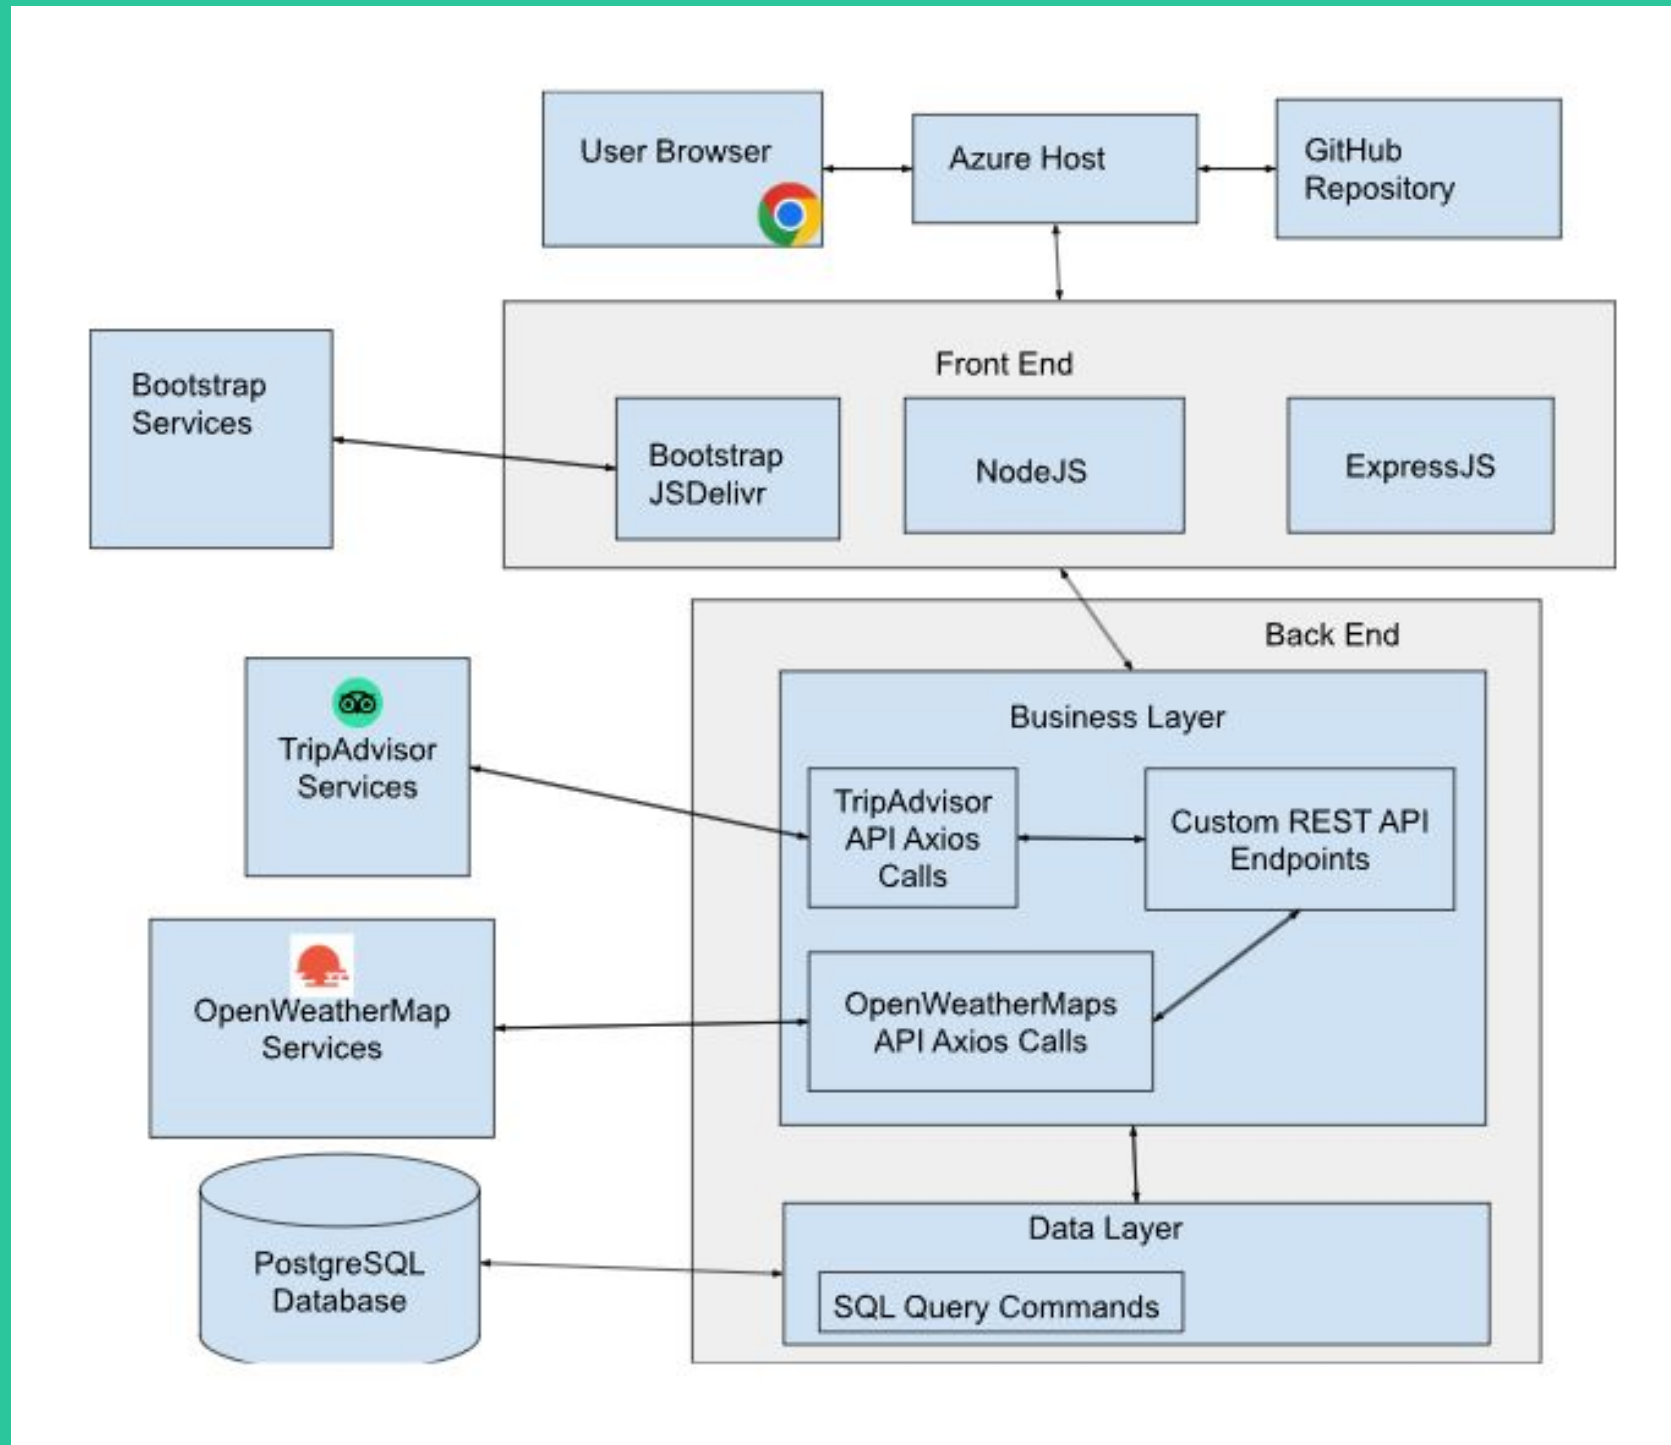 User Browser
Azure Host
GitHub
Repository
Front End
Bootstrap
Services
Bootstrap
JSDelivr
NodeJS
ExpressJS
Back End
Business Layer
TripAdvisor
Services
TripAdvisor
API Axios
Calls
Custom REST API
Endpoints
OpenWeatherMap
Services
OpenWeatherMaps
API Axios Calls
Data Layer
PostgreSQL
Database
SQL Query Commands